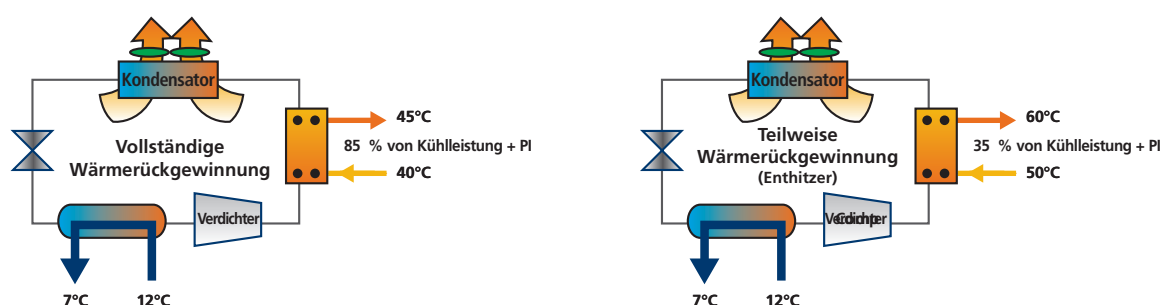 Kondensator
45°C
Vollständige
Wärmerückgewinnung
85 % von Kühlleistung + PI
40°C
Verdichter
7°C 12°C
Kondensator
60°C
Teilweise
Wärmerückgewinnung
(Enthitzer)
35 % von Kühlleistung + PI
50°C
7°C 12°C